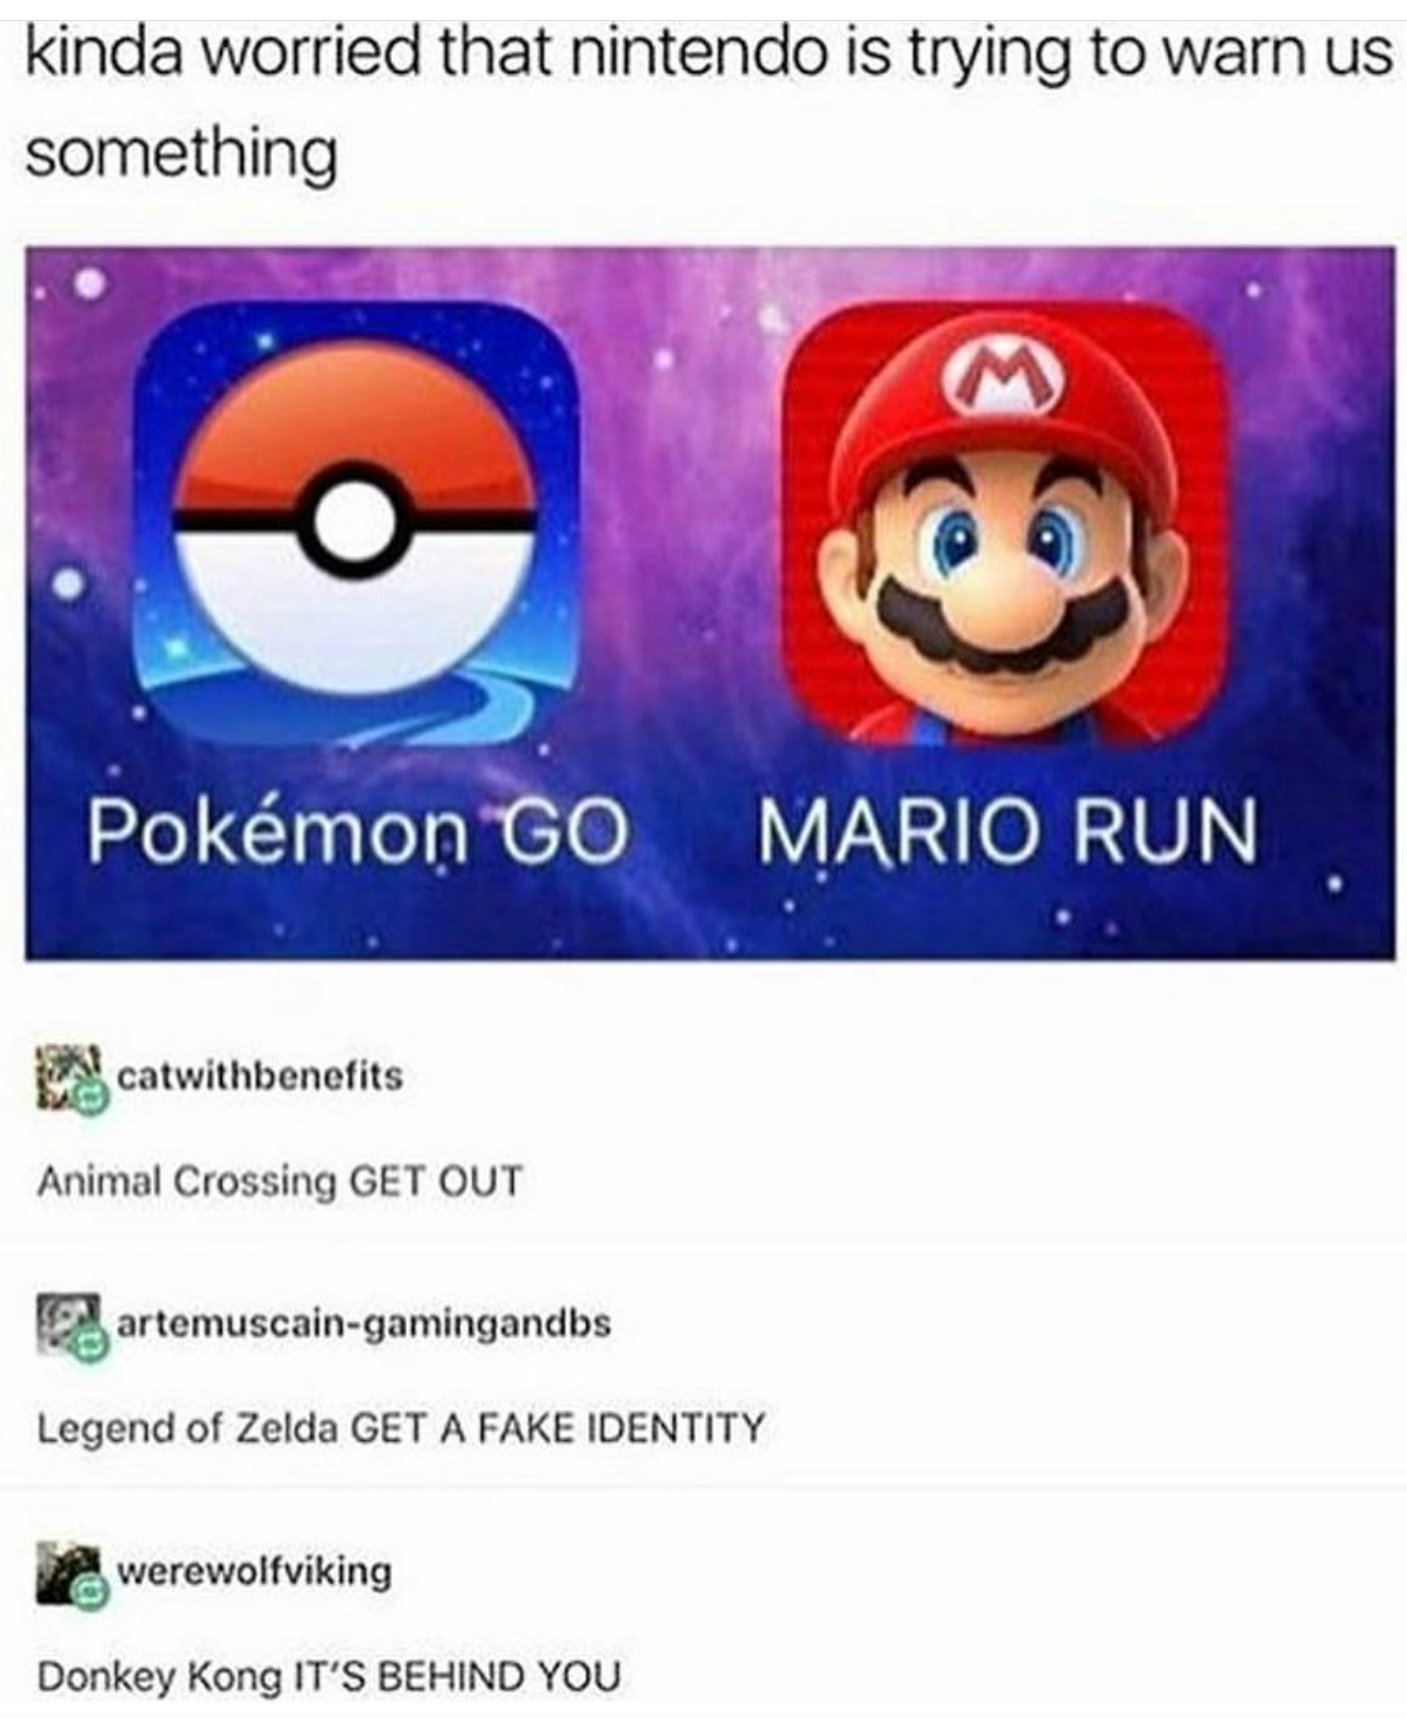 kinda worried that nintendo is trying to warn us
something
M
Pokémon GO MARIO RUN
catwithbenefits
Animal Crossing GET OUT
artemuscain-gamingandbs
Legend of Zelda GET A FAKE IDENTITY
werewolfviking
Donkey Kong IT'S BEHIND YOU